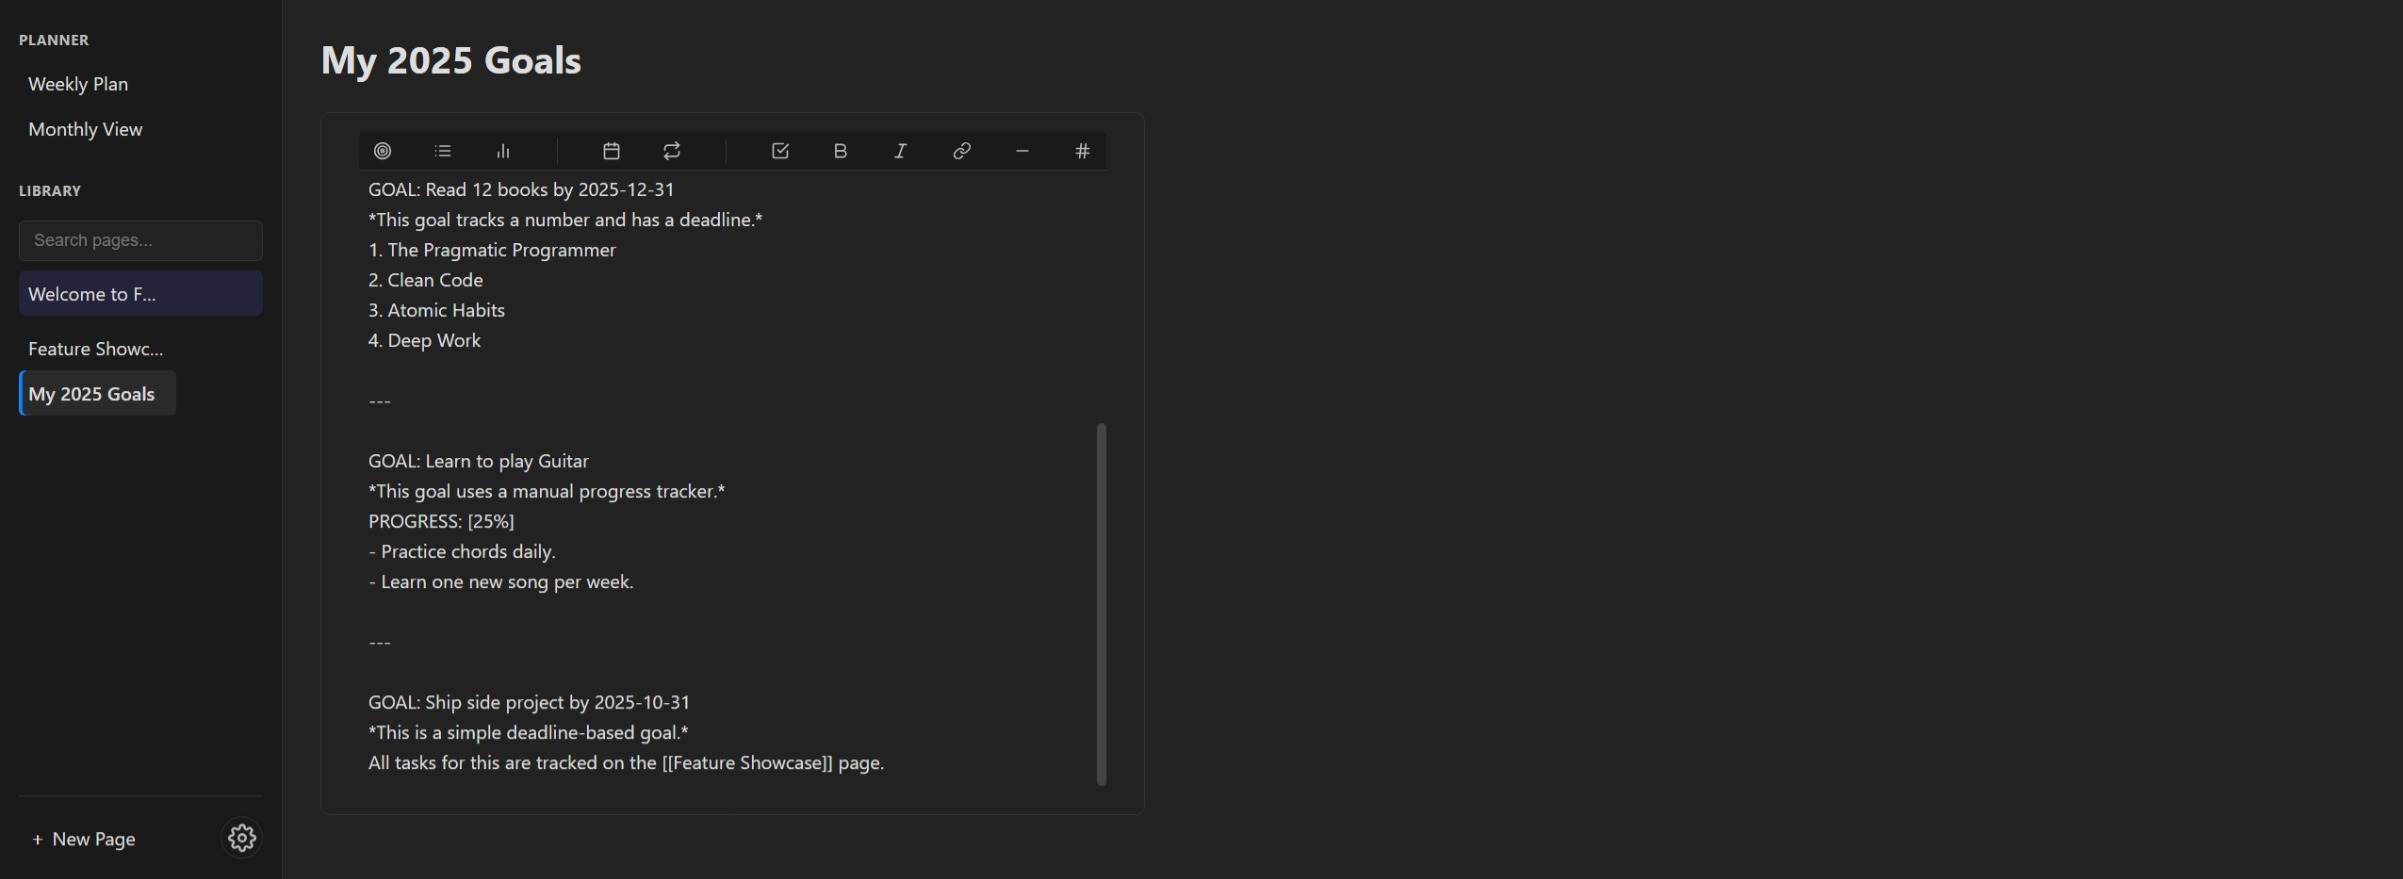 PLANNER
Weekly Plan
Monthly View
LIBRARY
Search pages...
Welcome to F...
Feature Showc...
My 2025 Goals
+ New Page
My 2025 Goals
GOAL: Read 12 books by 2025-12-31
*This goal tracks a number and has a deadline.*
1. The Pragmatic Programmer
2. Clean Code
3. Atomic Habits
4. Deep Work
---
GOAL: Learn to play Guitar
*This goal uses a manual progress tracker.*
PROGRESS: [25%]
- Practice chords daily.
- Learn one new song per week.
---
GOAL: Ship side project by 2025-10-31
*This is a simple deadline-based goal.*
All tasks for this are tracked on the [[Feature Showcase]] page.